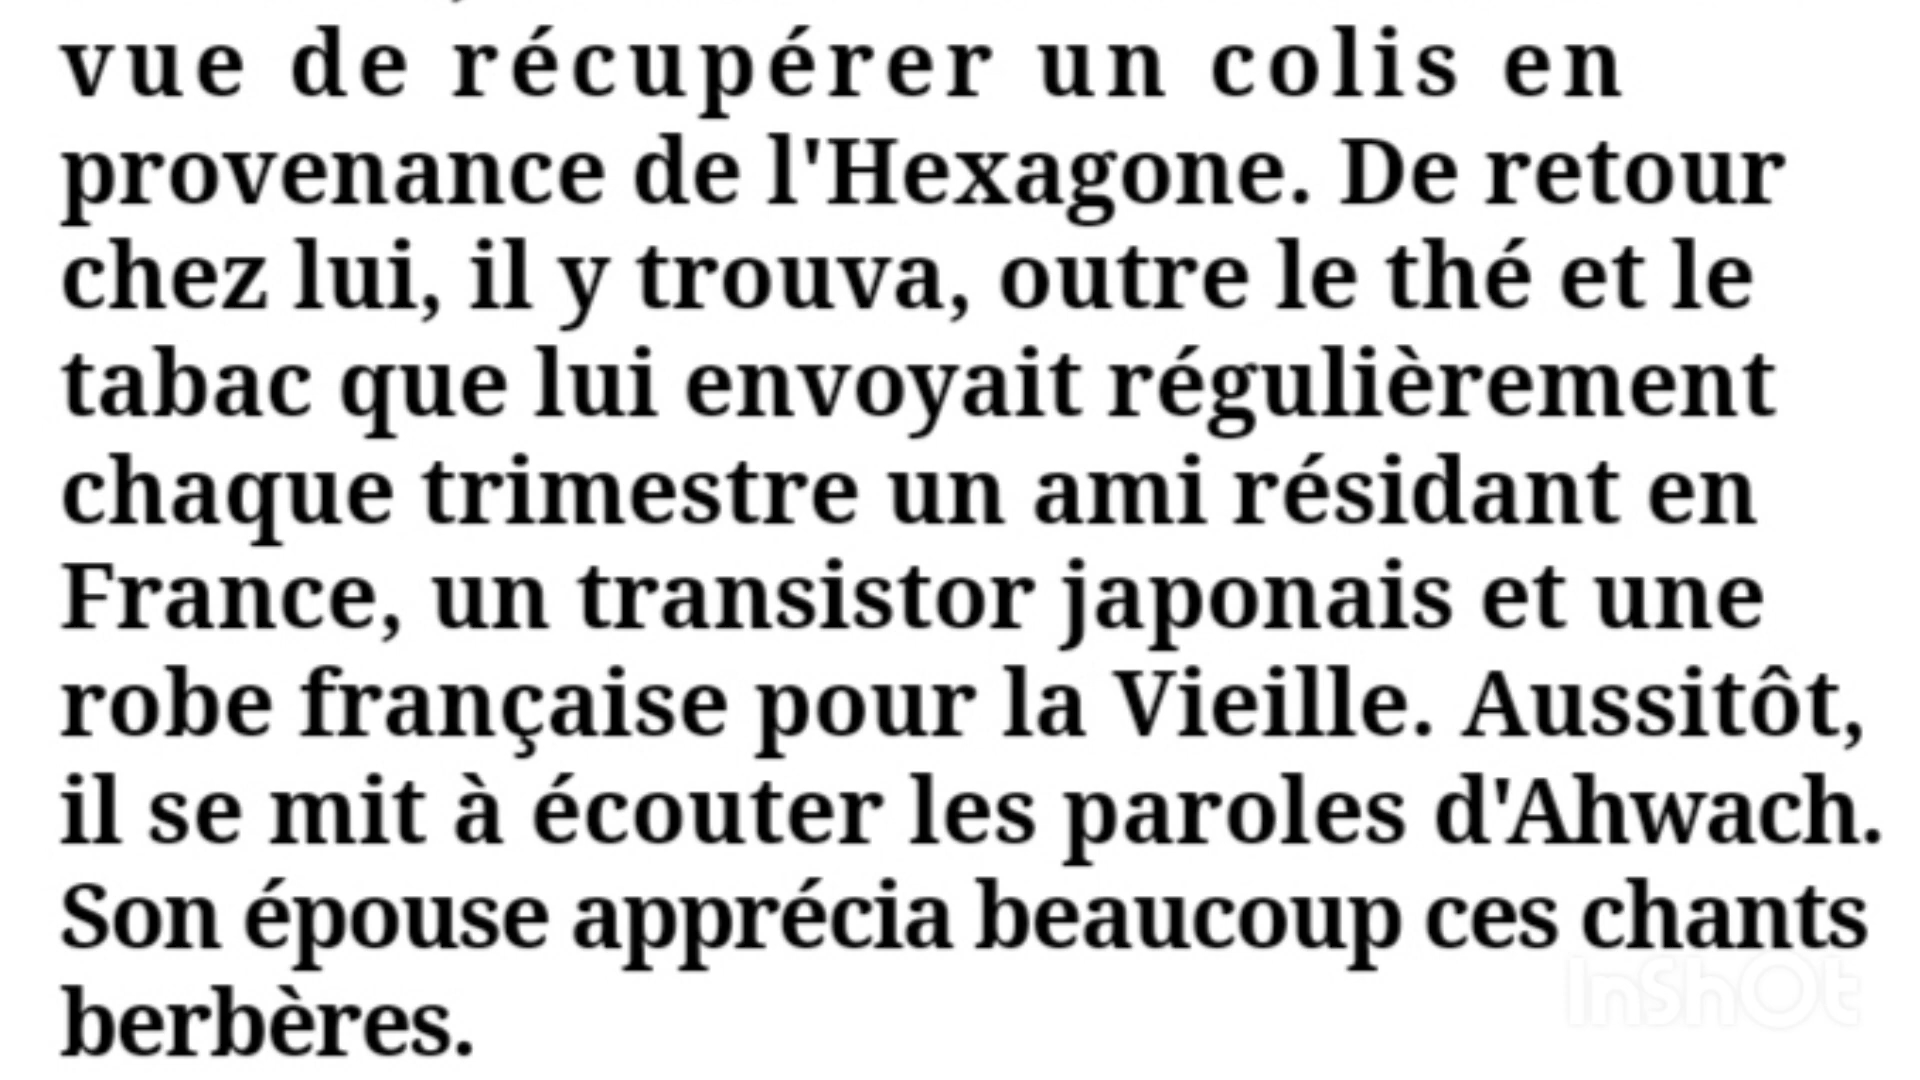 vue de récupérer un colis en
provenance de l'Hexagone. De retour
chez lui, il y trouva, outre le thé et le
tabac que lui envoyait régulièrement
chaque trimestre un ami résidant en
France, un transistor japonais et une
robe française pour la Vieille. Aussitôt,
il se mit à écouter les paroles d'Ahwach.
Son épouse apprécia beaucoup ces chants
berbères.
InShOt